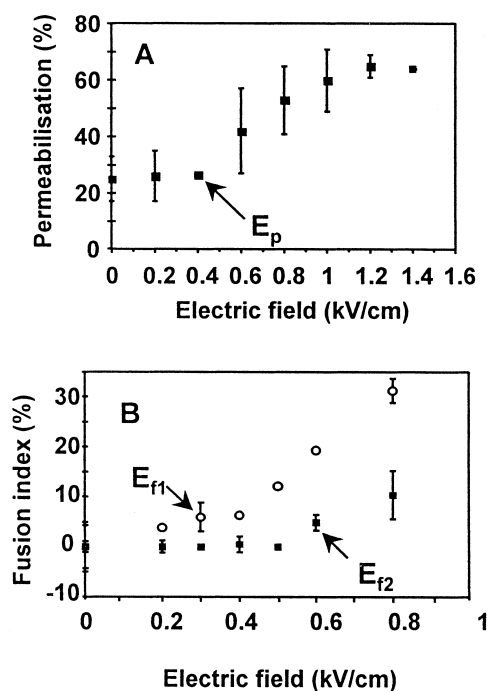 Permeabilisation (%)
80
60
40
20
0
A
Ep
0 0.2 0.4 0.6 0.8 1.0 1.2 1.4 1.6
Electric field (kV/cm)
Fusion index (%)
30
20
10
0
-10
B
Ef1
Ef2
0 0.2 0.4 0.6 0.8 1
Electric field (kV/cm)